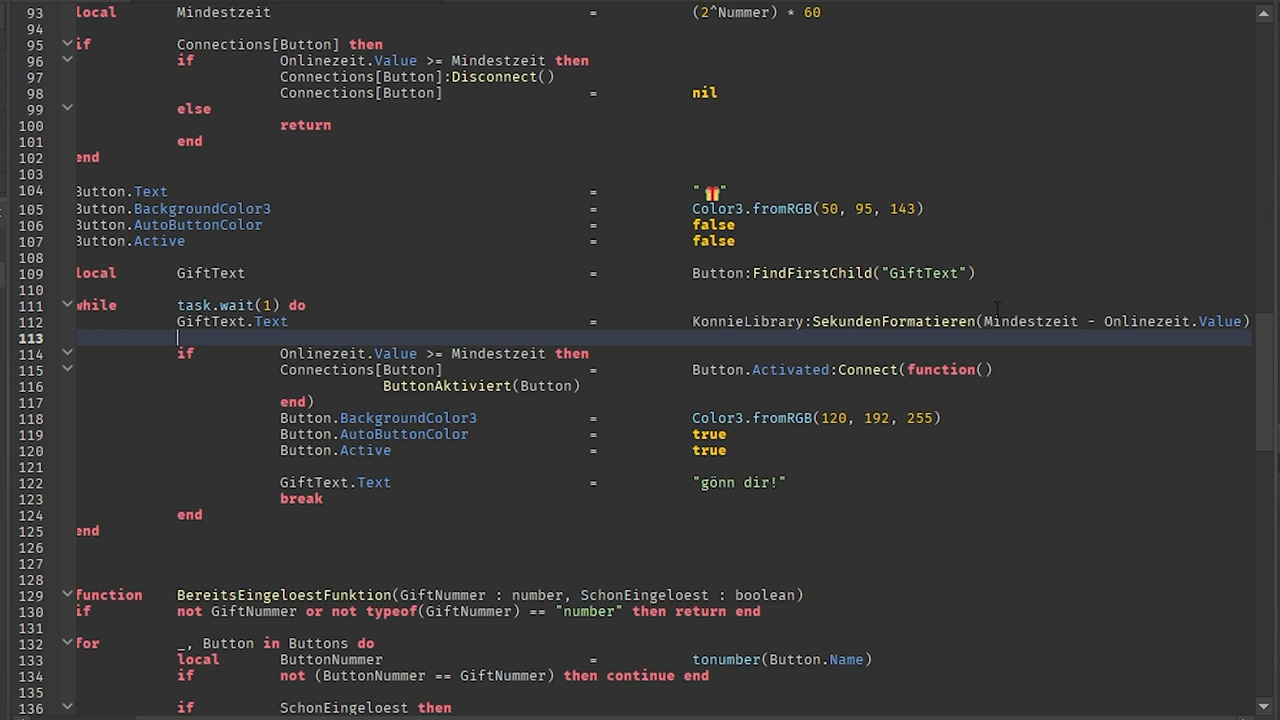 93 local Mindestzeit = (2^Nummer) * 60
94
95 if Connections[Button] then
96 if Onlinezeit.Value >= Mindestzeit then
97 Connections[Button]:Disconnect()
98 Connections[Button] = nil
99 else
100 return
101 end
102 end
103
104 Button.Text = "🎁"
105 Button.BackgroundColor3 = Color3.fromRGB(50, 95, 143)
106 Button.AutoButtonColor = false
107 Button.Active = false
108
109 local GiftText = Button:FindFirstChild("GiftText")
110
111 while task.wait(1) do
112 GiftText.Text = KonnieLibrary:SekundenFormatieren(Mindestzeit - Onlinezeit.Value)
113
114 if Onlinezeit.Value >= Mindestzeit then
115 Connections[Button] = Button.Activated:Connect(function()
116 ButtonAktiviert(Button)
117 end)
118 Button.BackgroundColor3 = Color3.fromRGB(120, 192, 255)
119 Button.AutoButtonColor = true
120 Button.Active = true
121
122 GiftText.Text = "gönn dir!"
123 break
124 end
125 end
126
127
128
129 function BereitsEingeloestFunktion(GiftNummer : number, SchonEingeloest : boolean)
130 if not GiftNummer or not typeof(GiftNummer) == "number" then return end
131
132 for _, Button in Buttons do
133 local ButtonNummer = tonumber(Button.Name)
134 if not (ButtonNummer == GiftNummer) then continue end
135
136 if SchonEingeloest then